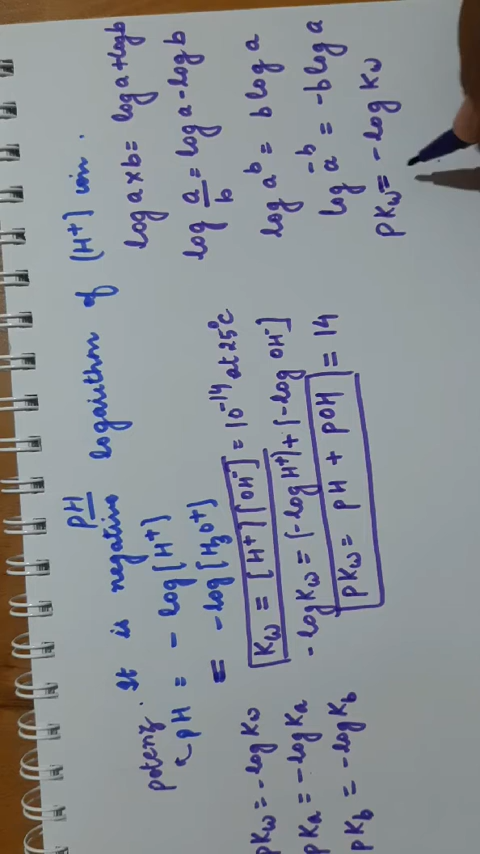 pH
It is negative logarithm of [H+] ion.
potenz
pH = - log [H+]
= - log [H3O+]
Kw = [H+] [OH-] = 10-14 at 25°C
-log Kw = [-log H+] + [-log OH-]
PKw = pH + pOH = 14
PKw = -log Kw
PKa = -log Ka
PKb = -log Kb
log a x b = log a + log b
log a/b = log a - log b
log a^b = b log a
log a^-b = -b log a
PKw = - log Kw